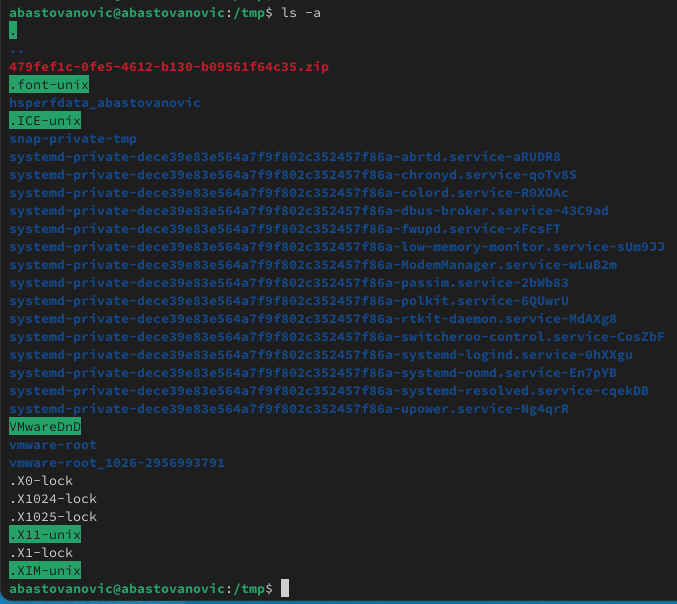 abastovanovic@abastovanovic:/tmp$ ls -a
.
..
479fef1c-0fe5-4612-b130-b09561f64c35.zip
.font-unix
hsperfdata_abastovanovic
.ICE-unix
snap-private-tmp
systemd-private-dece39e83e564a7f9f802c352457f86a-abrtd.service-aRUDR8
systemd-private-dece39e83e564a7f9f802c352457f86a-chronyd.service-qoTv8S
systemd-private-dece39e83e564a7f9f802c352457f86a-colord.service-R0XOAc
systemd-private-dece39e83e564a7f9f802c352457f86a-dbus-broker.service-43C9ad
systemd-private-dece39e83e564a7f9f802c352457f86a-fwupd.service-xFcsFT
systemd-private-dece39e83e564a7f9f802c352457f86a-low-memory-monitor.service-sUm9JJ
systemd-private-dece39e83e564a7f9f802c352457f86a-ModemManager.service-wLuB2m
systemd-private-dece39e83e564a7f9f802c352457f86a-passim.service-2bWb83
systemd-private-dece39e83e564a7f9f802c352457f86a-polkit.service-6QUwrU
systemd-private-dece39e83e564a7f9f802c352457f86a-rtkit-daemon.service-MdAXg8
systemd-private-dece39e83e564a7f9f802c352457f86a-switcheroo-control.service-CosZbF
systemd-private-dece39e83e564a7f9f802c352457f86a-systemd-logind.service-0hXXgu
systemd-private-dece39e83e564a7f9f802c352457f86a-systemd-oomd.service-En7pYB
systemd-private-dece39e83e564a7f9f802c352457f86a-systemd-resolved.service-cqekDB
systemd-private-dece39e83e564a7f9f802c352457f86a-upower.service-Ng4qrR
VMwareDnD
vmware-root
vmware-root_1026-2956993791
.X0-lock
.X1024-lock
.X1025-lock
.X11-unix
.X1-lock
.XIM-unix
abastovanovic@abastovanovic:/tmp$